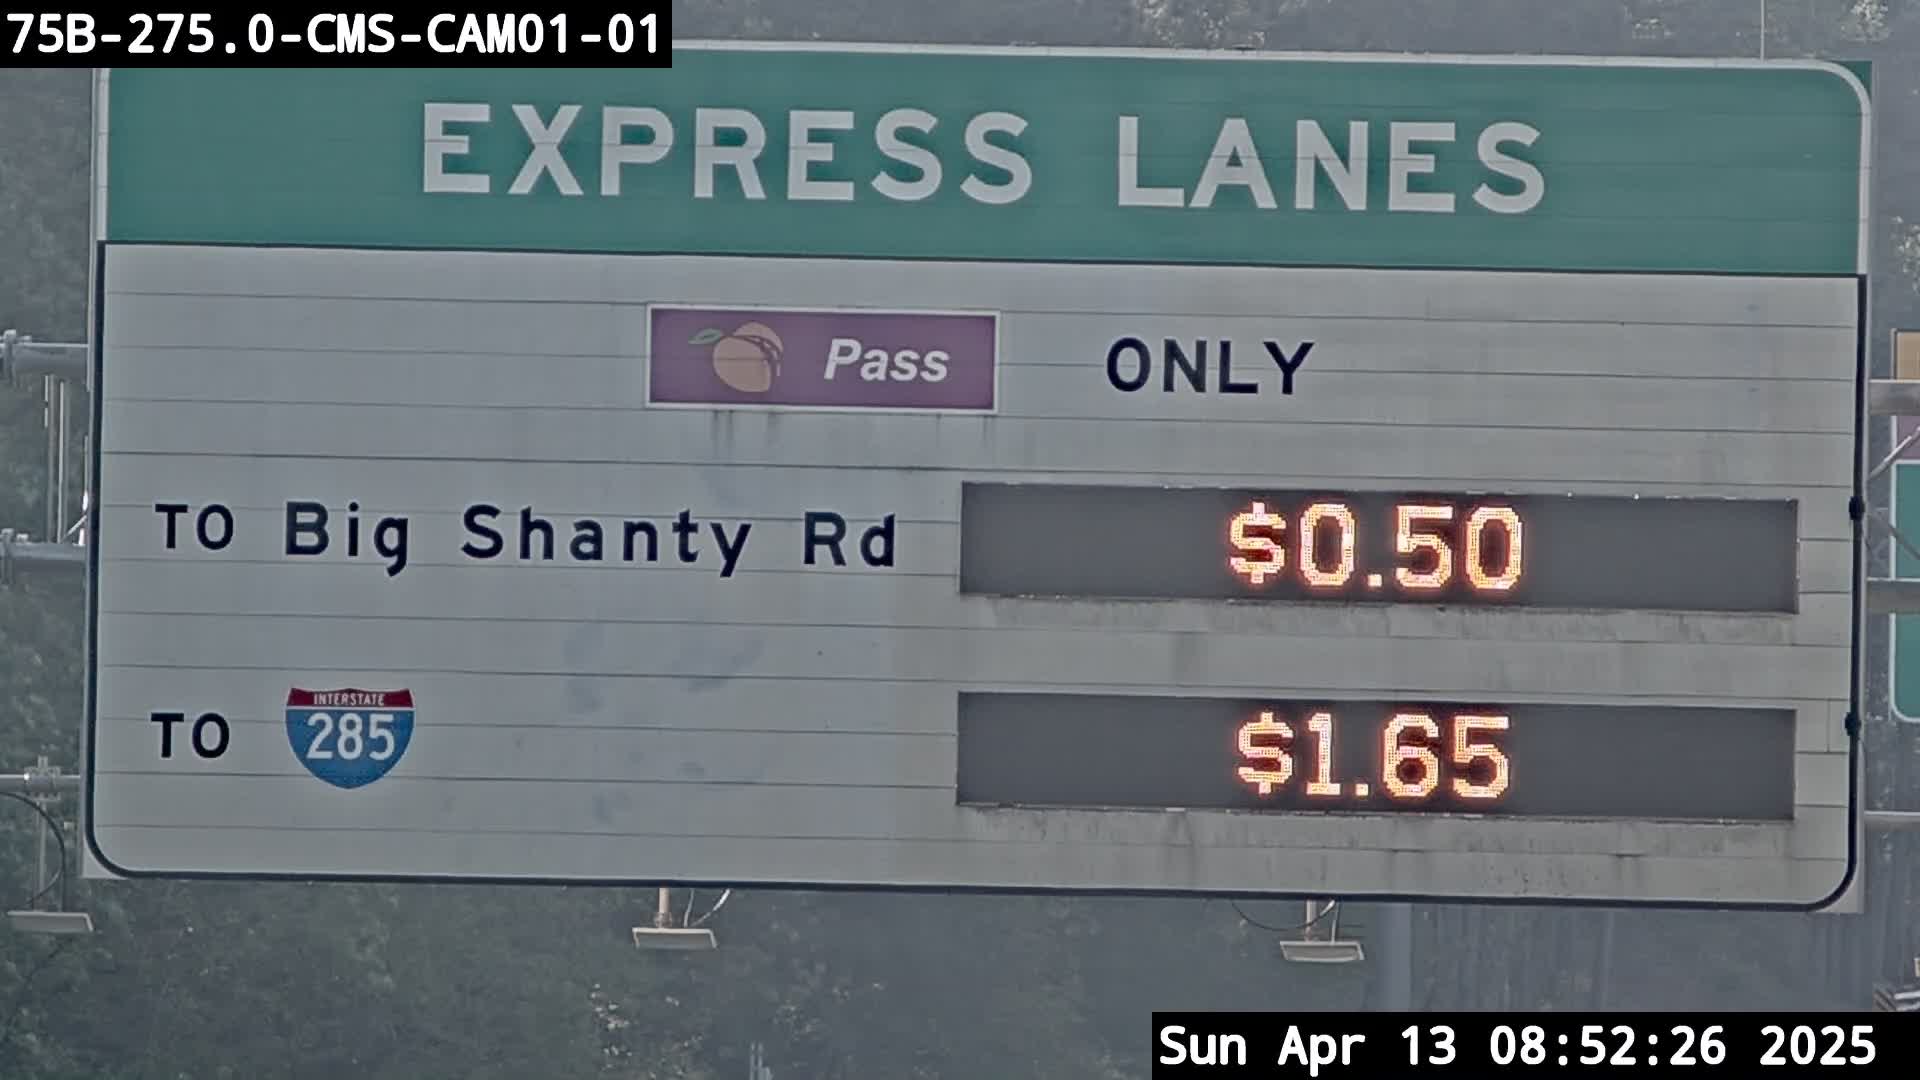 75B-275.0-CMS-CAM01-01
EXPRESS LANES
Pass ONLY
TO Big Shanty Rd $0.50
INTERSTATE
TO 285 $1.65
Sun Apr 13 08:52:26 2025